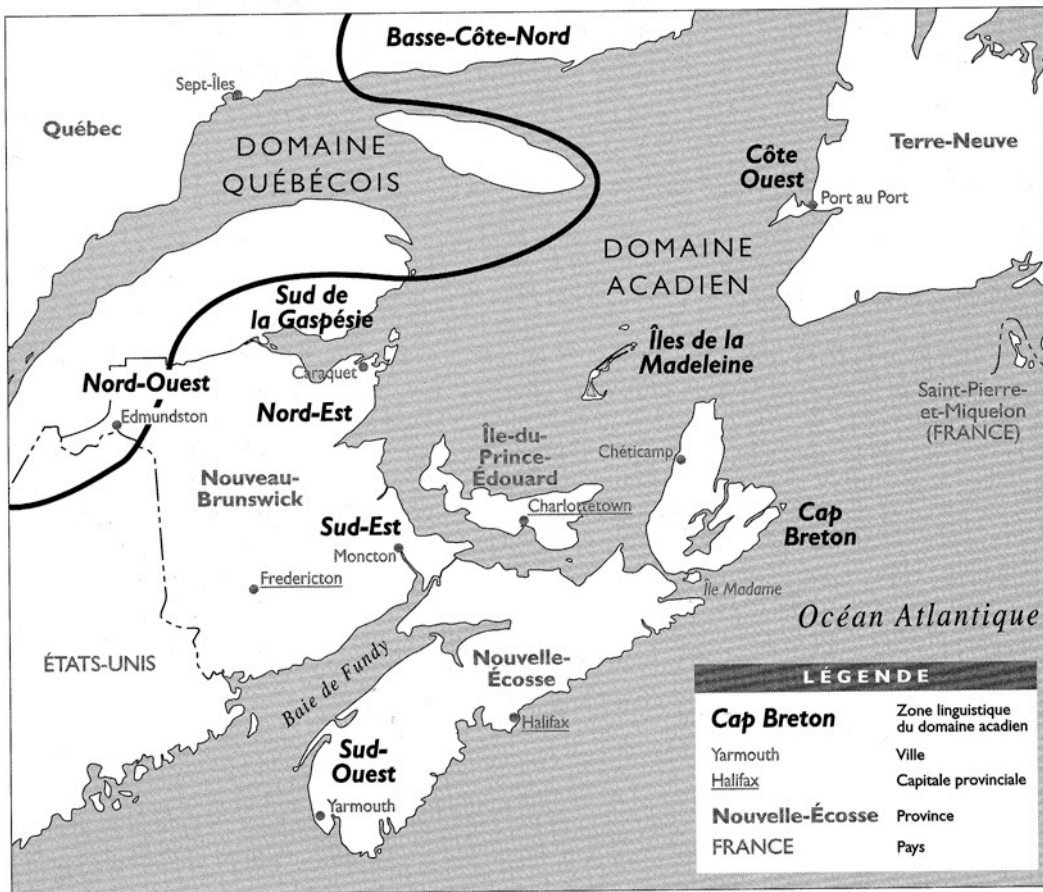 Basse-Côte-Nord
Sept-Îles
Québec
DOMAINE
QUÉBÉCOIS
Côte
Ouest
Terre-Neuve
Port au Port
DOMAINE
ACADIEN
Sud de
la Gaspésie
Îles de la
Madeleine
Nord-Ouest
Caraquet
Edmundston
Nord-Est
Saint-Pierre-
et-Miquelon
(FRANCE)
Île-du-
Prince-
Édouard
Chéticamp
Nouveau-
Brunswick
Charlottetown
Sud-Est
Cap
Breton
Moncton
Fredericton
Île Madame
Océan Atlantique
ÉTATS-UNIS
Baie de Fundy
Nouvelle-
Écosse
Halifax
Sud-
Ouest
Yarmouth
LÉGENDE
Cap Breton
Zone linguistique
du domaine acadien
Yarmouth
Ville
Halifax
Capitale provinciale
Nouvelle-Écosse
Province
FRANCE
Pays